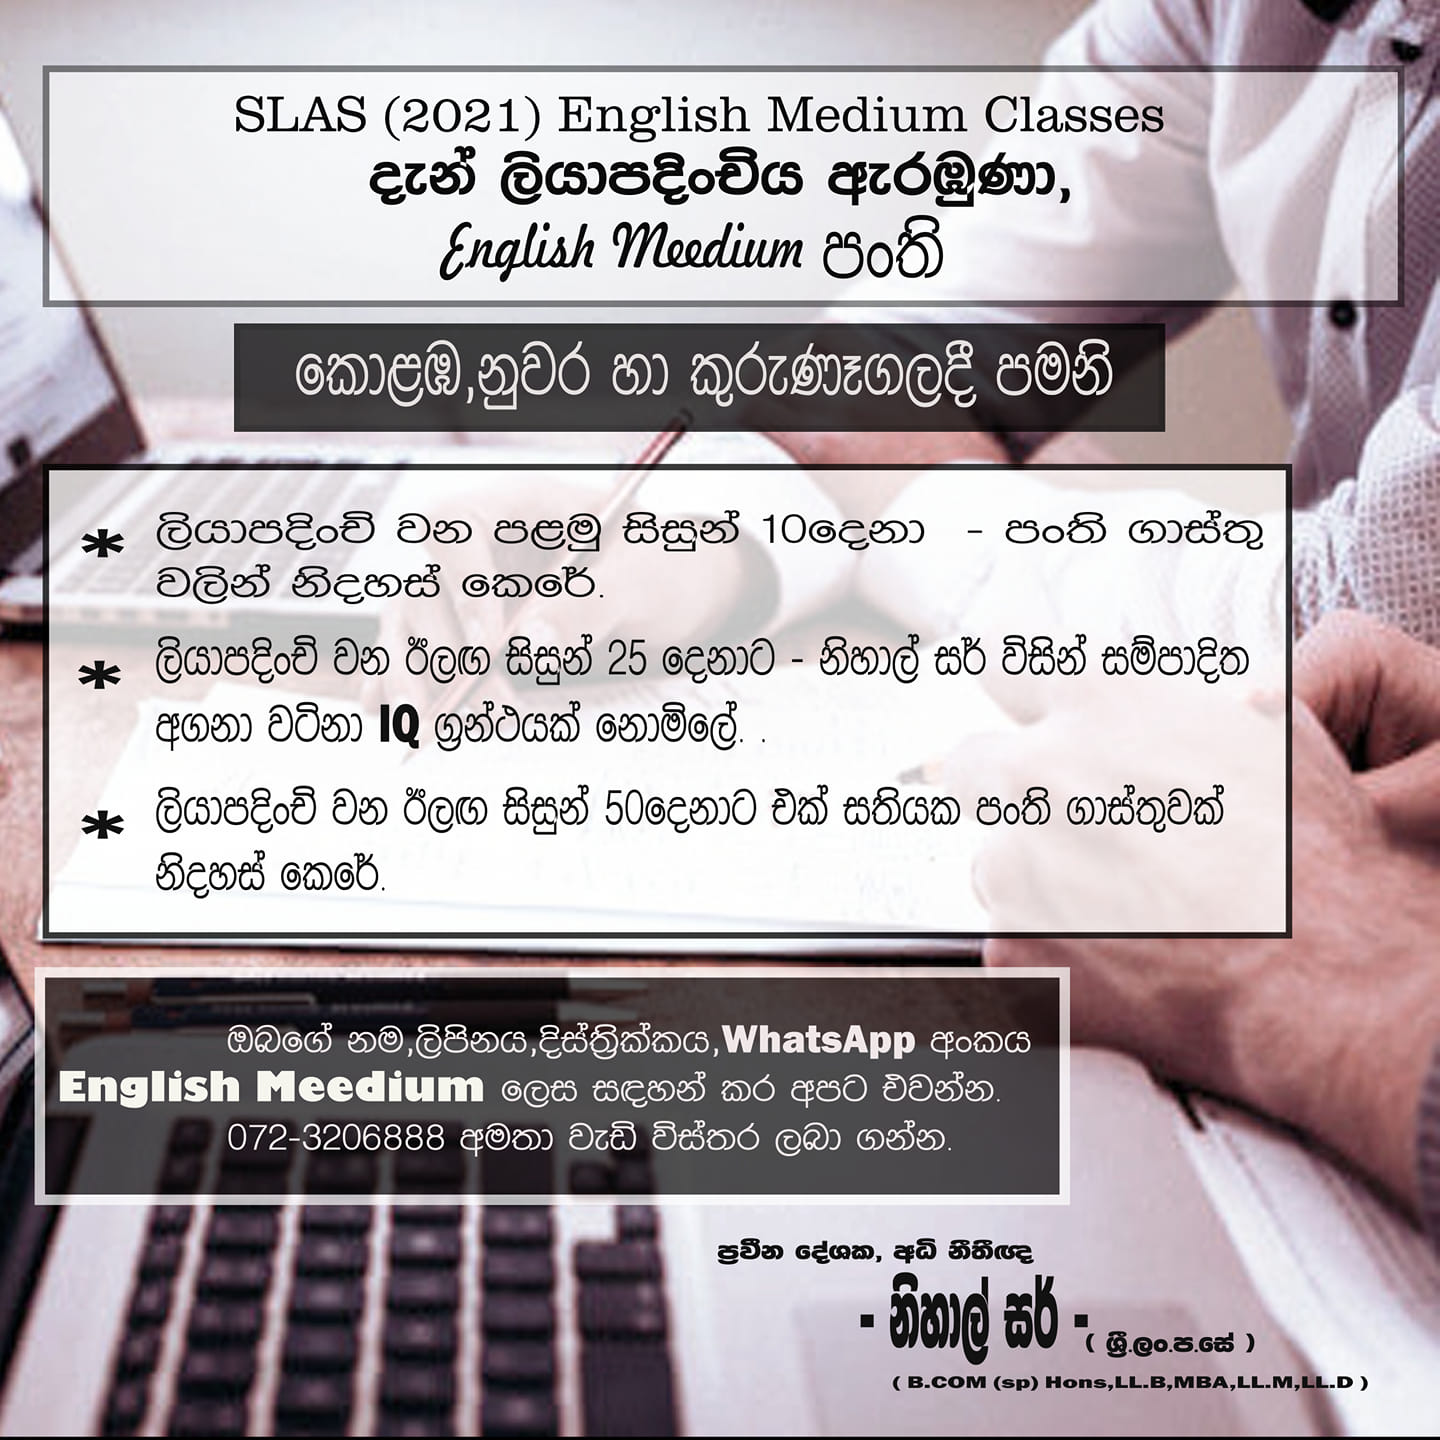 SLAS (2021) English Medium Classes
දැන් ලියාපදිංචිය ඇරඹුණා,
English Meedium පංති
කොළඹ,නුවර හා කුරුණෑගලදී පමනි
* ලියාපදිංචි වන පළමු සිසුන් 10දෙනා - පංති ගාස්තු
වලින් නිදහස් කෙරේ.
* ලියාපදිංචි වන ඊලඟ සිසුන් 25 දෙනාට - නිහාල් සර් විසින් සම්පාදිත
අගනා වටිනා IQ ග්‍රන්ථයක් නොමිලේ. .
* ලියාපදිංචි වන ඊලඟ සිසුන් 50දෙනාට එක් සතියක පංති ගාස්තුවක්
නිදහස් කෙරේ.
ඔබගේ නම,ලිපිනය,දිස්ත්‍රික්කය,WhatsApp අංකය
English Meedium ලෙස සඳහන් කර අපට එවන්න.
072-3206888 අමතා වැඩි විස්තර ලබා ගන්න.
ප්‍රවීන දේශක, අධි නීතීඥ
- නිහාල් සර් -
( ශ්‍රී.ලං.ප.සේ )
( B.COM (sp) Hons,LL.B,MBA,LL.M,LL.D )